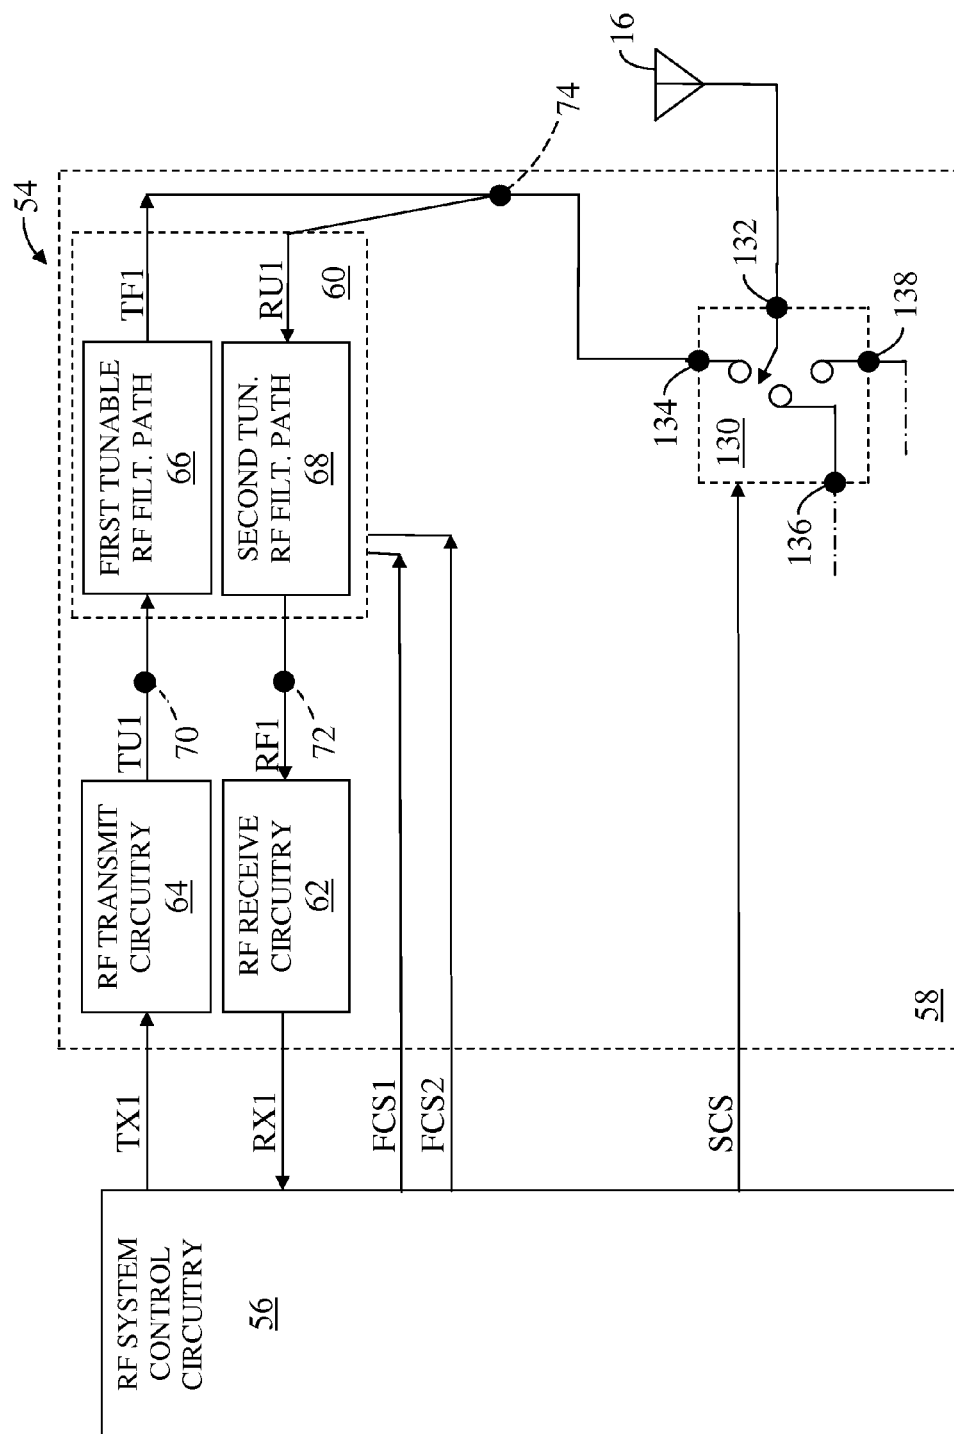 54
RF SYSTEM
CONTROL
CIRCUITRY
56
TX1
RF TRANSMIT
CIRCUITRY
64
TU1
70
FIRST TUNABLE
RF FILT. PATH
66
TF1
RX1
RF RECEIVE
CIRCUITRY
62
RF1
72
SECOND TUN.
RF FILT. PATH
68
RU1
60
FCS1
FCS2
74
16
SCS
134
132
130
136
138
58